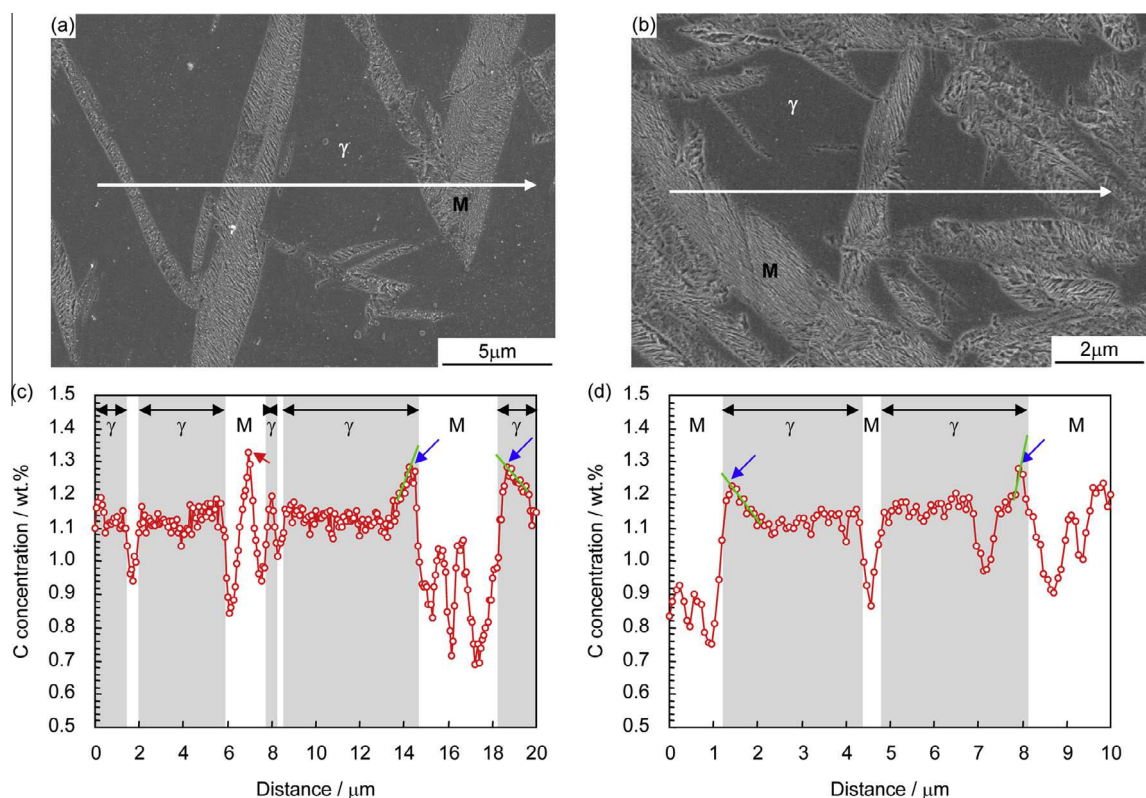 (a)
γ
M
5μm
(b)
γ
M
2μm
(c)
1.5
1.4
1.3
1.2
1.1
1.0
0.9
0.8
0.7
0.6
0.5
C concentration / wt.%
γ γ M γ γ M γ
0 2 4 6 8 10 12 14 16 18 20
Distance / μm
(d)
1.5
1.4
1.3
1.2
1.1
1.0
0.9
0.8
0.7
0.6
0.5
C concentration / wt.%
M γ M γ M
0 1 2 3 4 5 6 7 8 9 10
Distance / μm